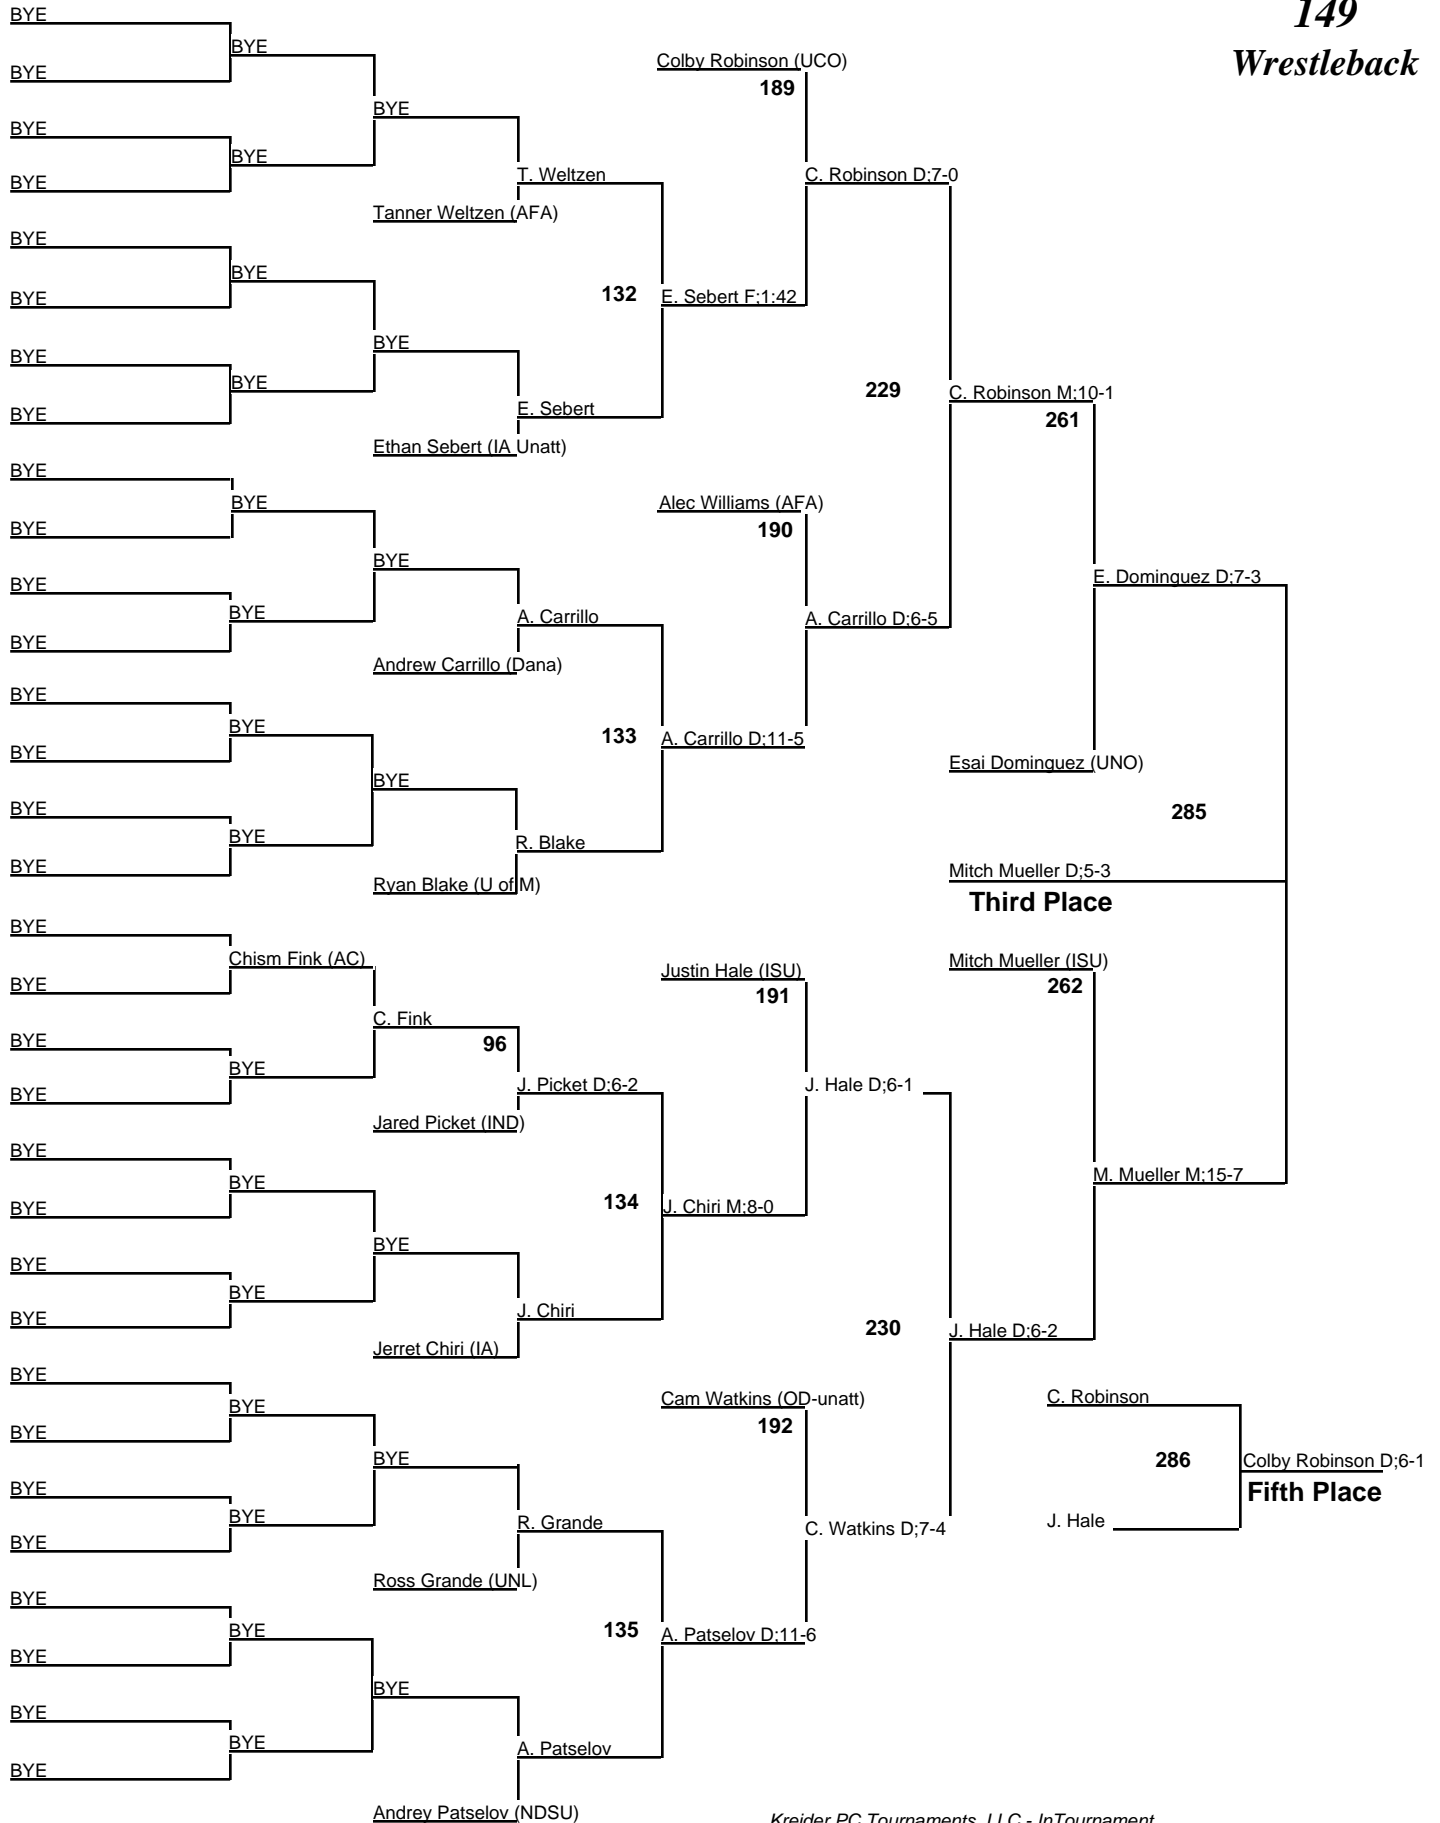 149
Wrestleback
BYE
BYE
BYE
BYE
BYE
BYE
BYE
Tanner Weltzen (AFA)
T. Weltzen
BYE
BYE
BYE
BYE
BYE
BYE
BYE
Ethan Sebert (IA Unatt)
E. Sebert
132
E. Sebert F;1:42
Colby Robinson (UCO)
189
C. Robinson D;7-0
BYE
BYE
BYE
BYE
BYE
BYE
BYE
Andrew Carrillo (Dana)
A. Carrillo
BYE
BYE
BYE
BYE
BYE
BYE
BYE
Ryan Blake (U of M)
R. Blake
133
A. Carrillo D;11-5
Alec Williams (AFA)
190
A. Carrillo D;6-5
229
C. Robinson M;10-1
261
Esai Dominguez (UNO)
E. Dominguez D;7-3
285
Mitch Mueller D;5-3
Third Place
BYE
BYE
Chism Fink (AC)
BYE
BYE
BYE
C. Fink
96
Jared Picket (IND)
J. Picket D;6-2
BYE
BYE
BYE
BYE
BYE
BYE
BYE
Jerret Chiri (IA)
J. Chiri
134
J. Chiri M;8-0
Justin Hale (ISU)
191
J. Hale D;6-1
BYE
BYE
BYE
BYE
BYE
BYE
BYE
Ross Grande (UNL)
R. Grande
BYE
BYE
BYE
BYE
BYE
BYE
BYE
Andrey Patselov (NDSU)
A. Patselov
135
A. Patselov D;11-6
Cam Watkins (OD-unatt)
192
C. Watkins D;7-4
230
J. Hale D;6-2
Mitch Mueller (ISU)
262
M. Mueller M;15-7
C. Robinson
286
J. Hale
Colby Robinson D;6-1
Fifth Place
Kreider PC Tournaments, LLC - InTournament